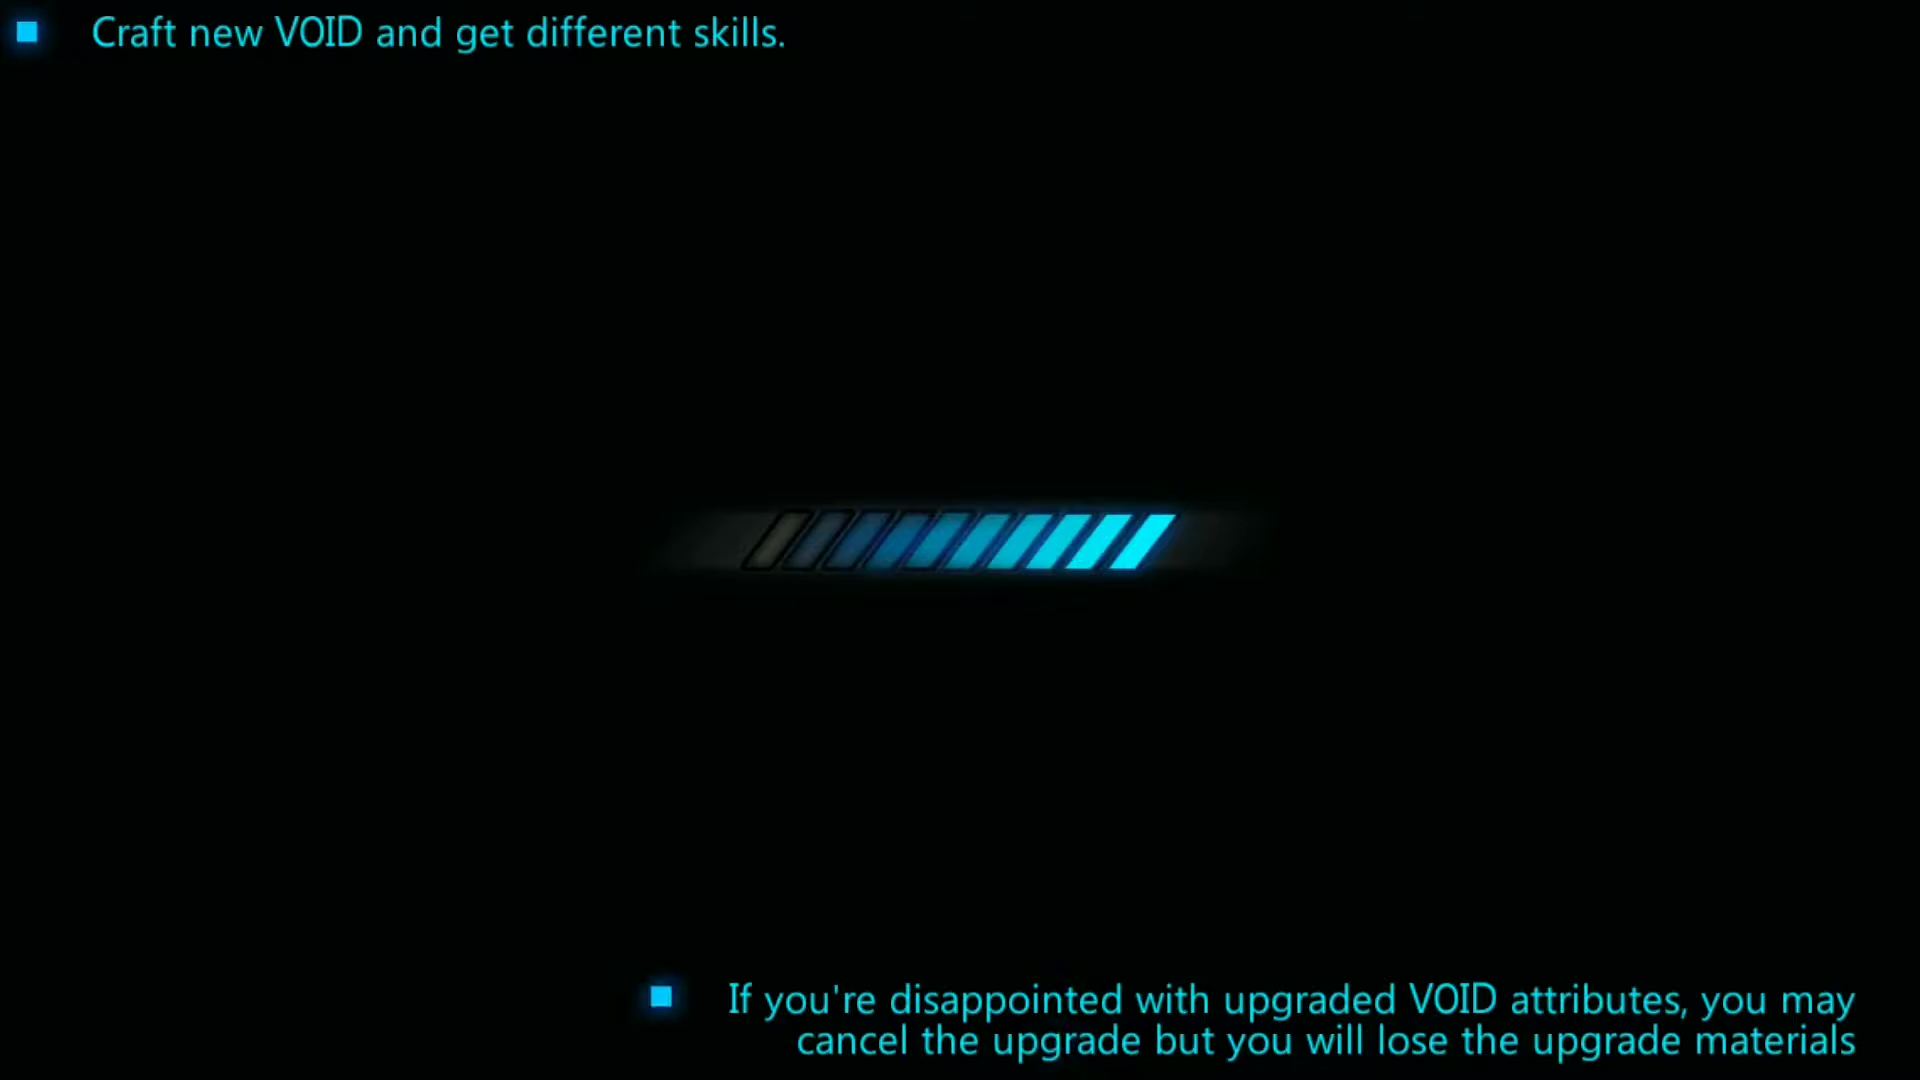 Craft new VOID and get different skills.
If you're disappointed with upgraded VOID attributes, you may
cancel the upgrade but you will lose the upgrade materials